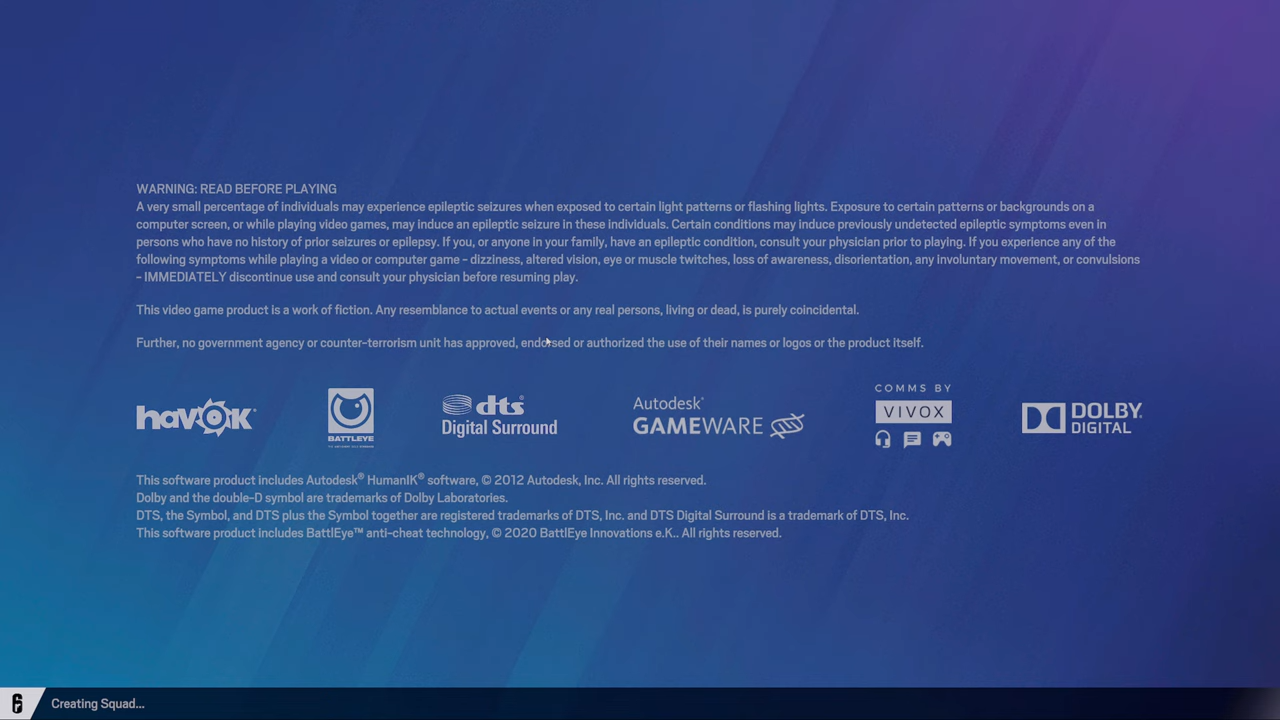 WARNING: READ BEFORE PLAYING
A very small percentage of individuals may experience epileptic seizures when exposed to certain light patterns or flashing lights. Exposure to certain patterns or backgrounds on a
computer screen, or while playing video games, may induce an epileptic seizure in these individuals. Certain conditions may induce previously undetected epileptic symptoms even in
persons who have no history of prior seizures or epilepsy. If you, or anyone in your family, have an epileptic condition, consult your physician prior to playing. If you experience any of the
following symptoms while playing a video or computer game - dizziness, altered vision, eye or muscle twitches, loss of awareness, disorientation, any involuntary movement, or convulsions
- IMMEDIATELY discontinue use and consult your physician before resuming play.
This video game product is a work of fiction. Any resemblance to actual events or any real persons, living or dead, is purely coincidental.
Further, no government agency or counter-terrorism unit has approved, endorsed or authorized the use of their names or logos or the product itself.
havok
BATTLEYE
dts
Digital Surround
Autodesk®
GAMEWARE
COMMS BY
VIVOX
DOLBY
DIGITAL
This software product includes Autodesk® HumanIK® software, © 2012 Autodesk, Inc. All rights reserved.
Dolby and the double-D symbol are trademarks of Dolby Laboratories.
DTS, the Symbol, and DTS plus the Symbol together are registered trademarks of DTS, Inc. and DTS Digital Surround is a trademark of DTS, Inc.
This software product includes BattlEye™ anti-cheat technology, © 2020 BattlEye Innovations e.K.. All rights reserved.
6 Creating Squad...